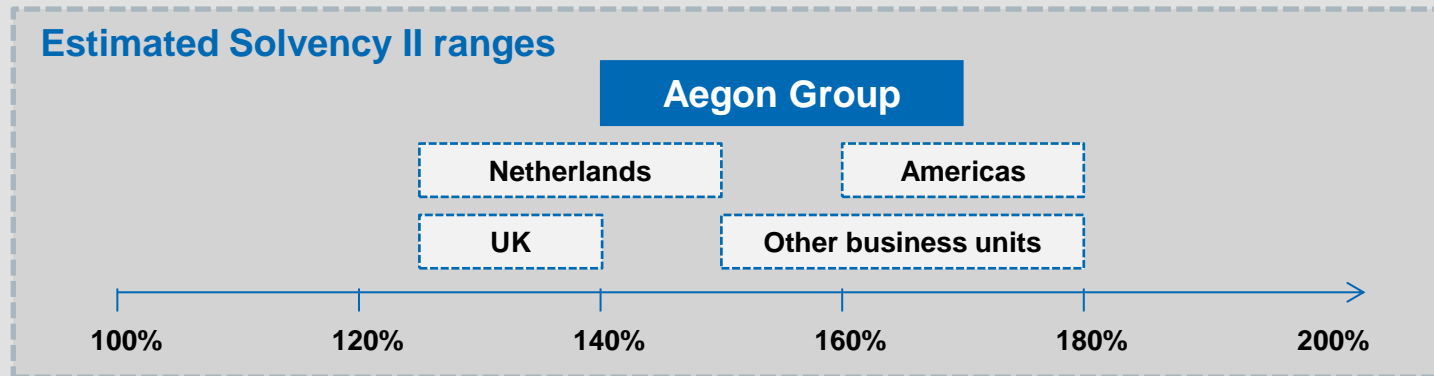 Estimated Solvency II ranges
Aegon Group
Netherlands
Americas
UK
Other business units
100%
120%
140%
160%
180%
200%